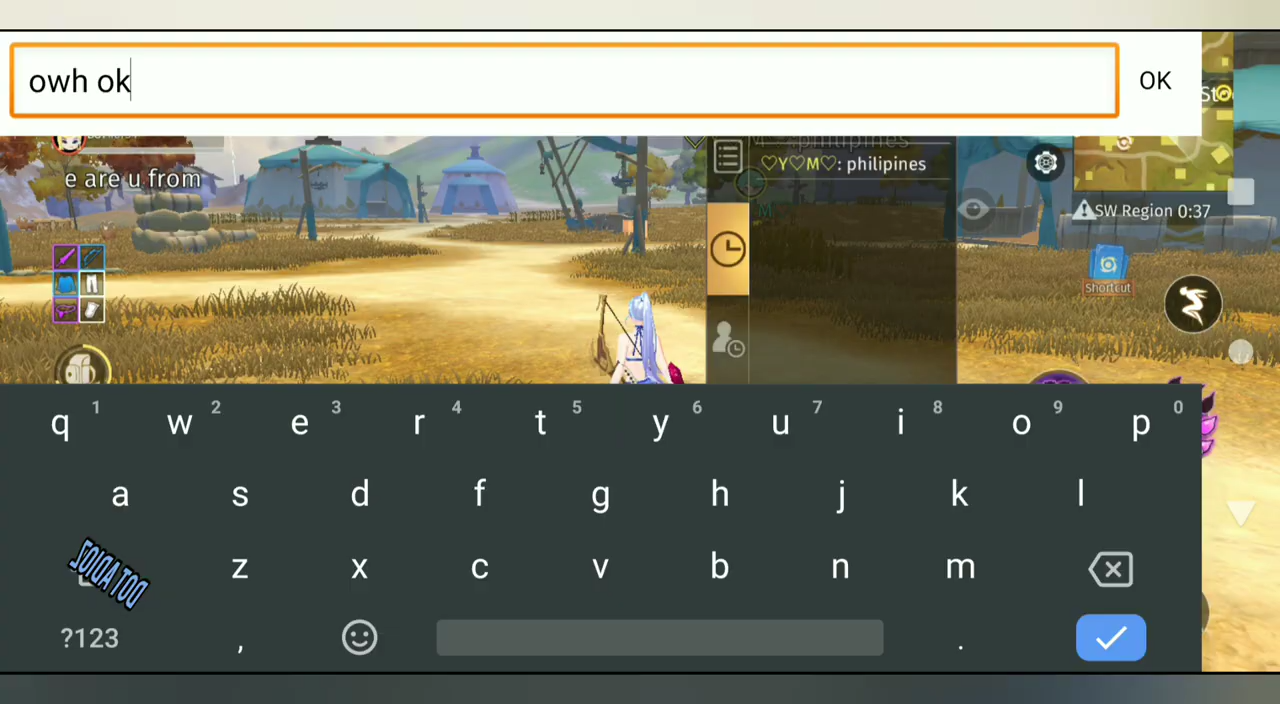 owh ok
OK
e are u from
philipines
♡Y♡M♡: philipines
SW Region 0:37
Shortcut
q 1 w 2 e 3 r 4 t 5 y 6 u 7 i 8 o 9 p 0
a s d f g h j k l
z x c v b n m
?123 , .